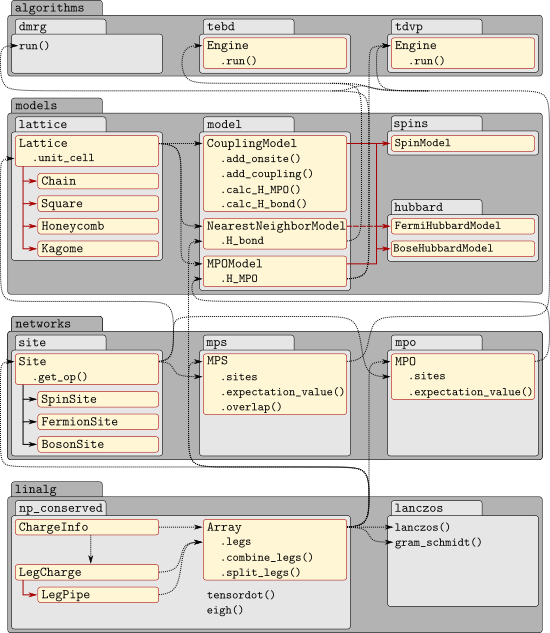 algorithms
dmrg
run()
tebd
Engine
.run()
tdvp
Engine
.run()
models
lattice
Lattice
.unit_cell
Chain
Square
Honeycomb
Kagome
model
CouplingModel
.add_onsite()
.add_coupling()
.calc_H_MPO()
.calc_H_bond()
NearestNeighborModel
.H_bond
MPOModel
.H_MPO
spins
SpinModel
hubbard
FermiHubbardModel
BoseHubbardModel
networks
site
Site
.get_op()
SpinSite
FermionSite
BosonSite
mps
MPS
.sites
.expectation_value()
.overlap()
mpo
MPO
.sites
.expectation_value()
linalg
np_conserved
ChargeInfo
LegCharge
LegPipe
Array
.legs
.combine_legs()
.split_legs()
tensordot()
eigh()
lanczos
lanczos()
gram_schmidt()